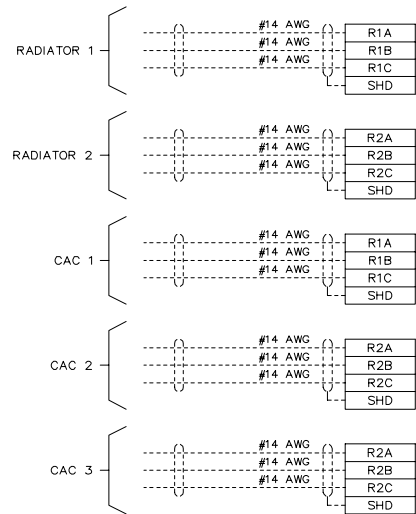 #14 AWG R1A
RADIATOR 1 #14 AWG R1B
#14 AWG R1C
SHD
#14 AWG R2A
RADIATOR 2 #14 AWG R2B
#14 AWG R2C
SHD
#14 AWG R1A
CAC 1 #14 AWG R1B
#14 AWG R1C
SHD
#14 AWG R2A
CAC 2 #14 AWG R2B
#14 AWG R2C
SHD
#14 AWG R2A
CAC 3 #14 AWG R2B
#14 AWG R2C
SHD